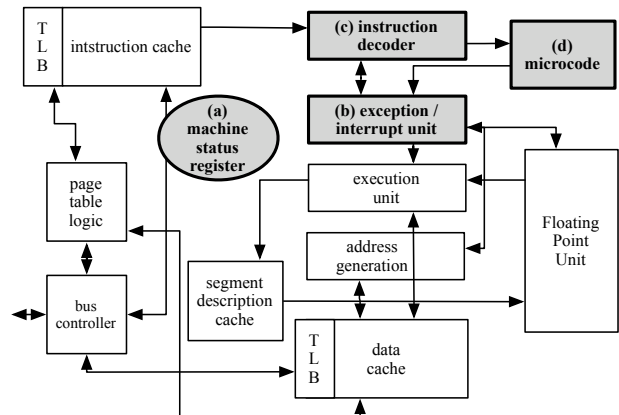 T
L
B
intstruction cache
(c) instruction
decoder
(d)
microcode
(a)
machine
status
register
(b) exception /
interrupt unit
page
table
logic
execution
unit
Floating
Point
Unit
address
generation
segment
description
cache
bus
controller
T
L
B
data
cache